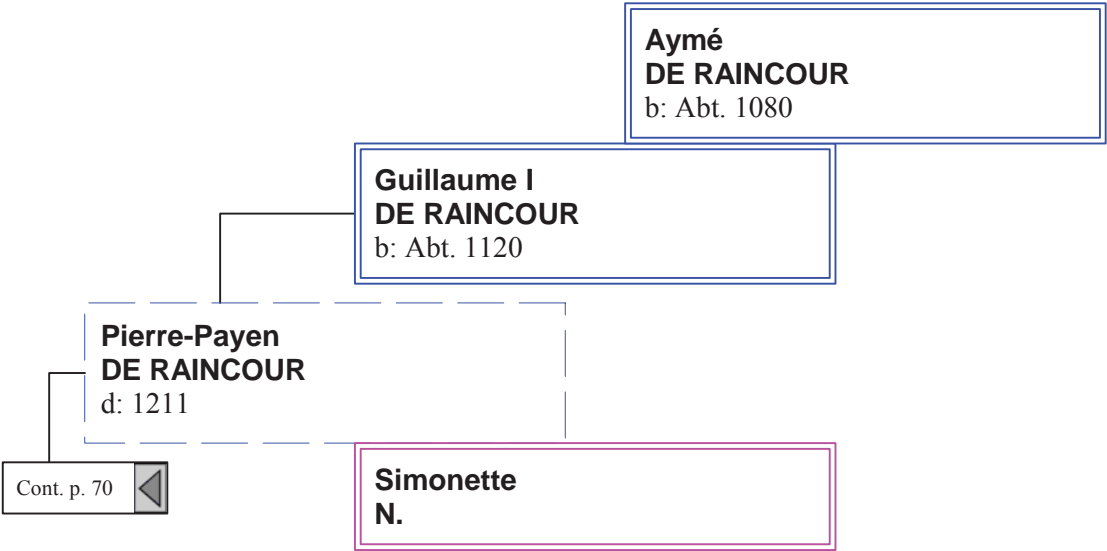 Aymé
DE RAINCOUR
b: Abt. 1080
Guillaume I
DE RAINCOUR
b: Abt. 1120
Pierre-Payen
DE RAINCOUR
d: 1211
Cont. p. 70
Simonette
N.